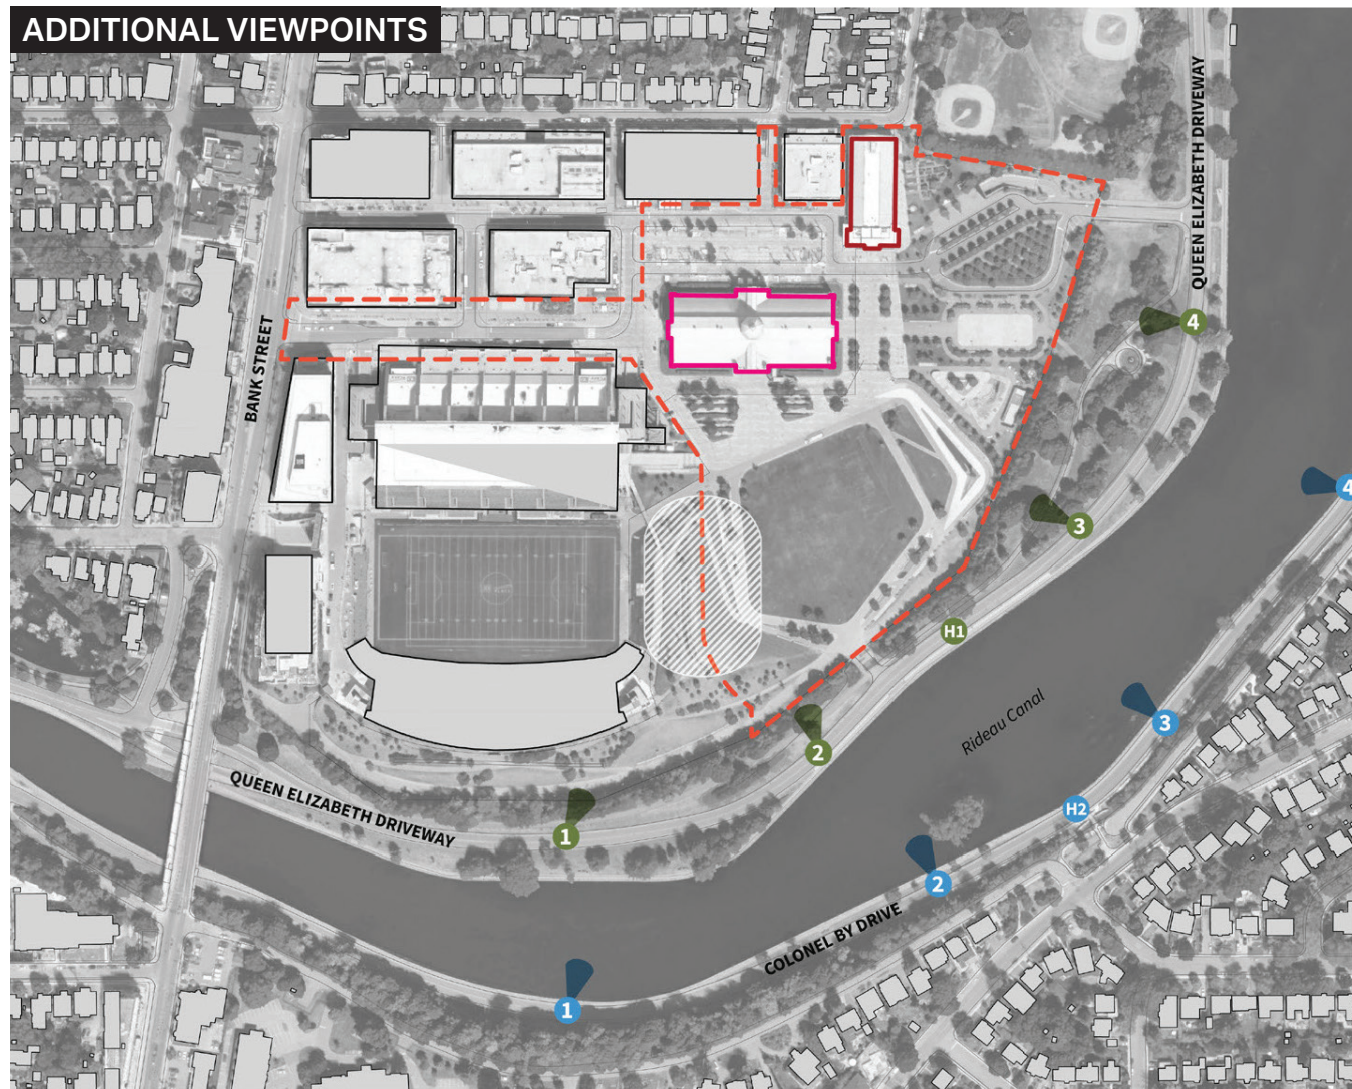 ADDITIONAL VIEWPOINTS
QUEEN ELIZABETH DRIVEWAY
BANK STREET
4
4
3
H1
3
Rideau Canal
2
H2
1
QUEEN ELIZABETH DRIVEWAY
2
COLONEL BY DRIVE
1